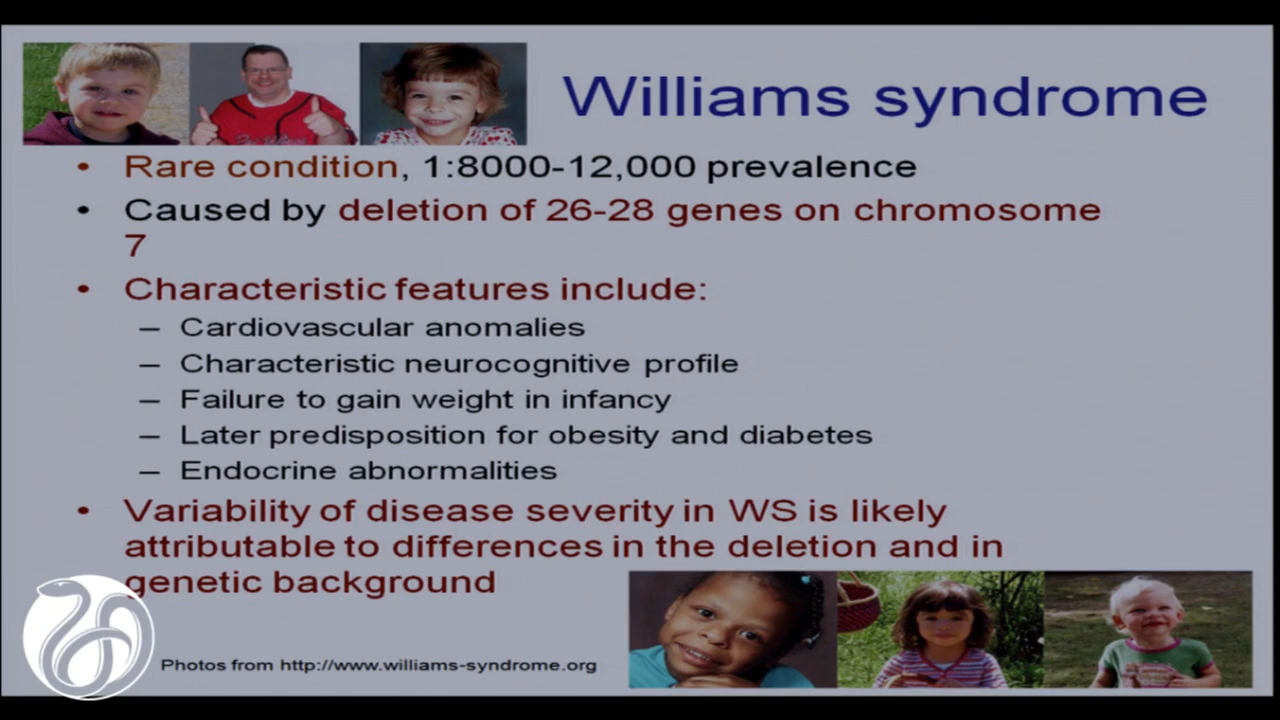 Williams syndrome
• Rare condition, 1:8000-12,000 prevalence
• Caused by deletion of 26-28 genes on chromosome
7
• Characteristic features include:
– Cardiovascular anomalies
– Characteristic neurocognitive profile
– Failure to gain weight in infancy
– Later predisposition for obesity and diabetes
– Endocrine abnormalities
• Variability of disease severity in WS is likely
attributable to differences in the deletion and in
genetic background
Photos from http://www.williams-syndrome.org